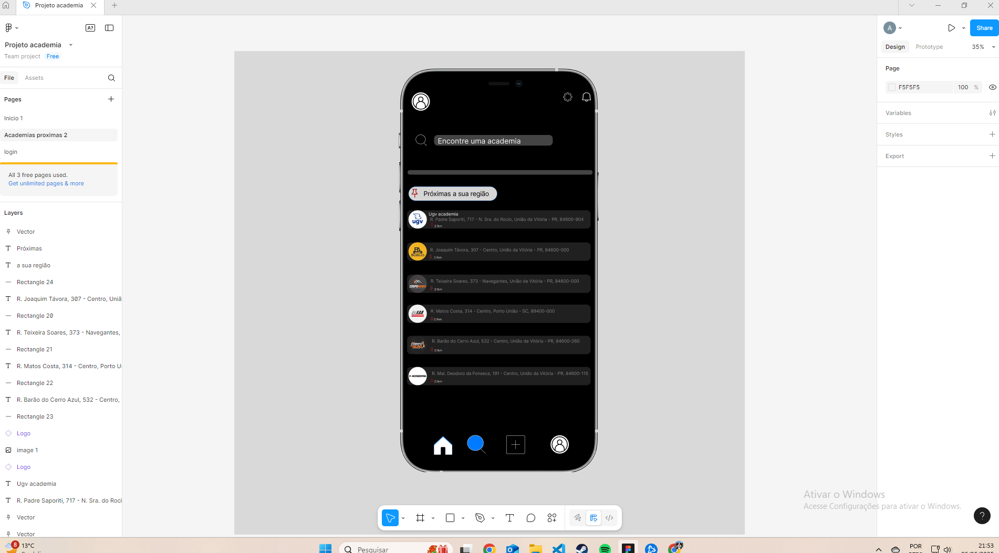 Projeto academia
A?
Projeto academia
Team project Free
File Assets
Pages
Inicio 1
Academias proximas 2
login
All 3 free pages used.
Get unlimited pages & more
Layers
Vector
Próximas
a sua região
Rectangle 24
R. Joaquim Távora, 307 - Centro, Uniã
Rectangle 20
R. Teixeira Soares, 373 - Navegantes,
Rectangle 21
R. Matos Costa, 314 - Centro, Porto U
Rectangle 22
R. Barão do Cerro Azul, 532 - Centro,
Rectangle 23
Logo
image 1
Logo
Ugv academia
R. Padre Saporiti, 717 - N. Sra. do Roci
Vector
Vector
Encontre uma academia
Próximas a sua região
ugv
Ugv academia
R. Padre Saporiti, 717 - N. Sra. do Rocio, União da Vitória - PR, 84600-904
2.1km
BORGO
R. Joaquim Távora, 307 - Centro, União da Vitória - PR, 84600-000
2.1km
R. Teixeira Soares, 373 - Navegantes, União da Vitória - PR, 84600-000
2.1km
R. Matos Costa, 314 - Centro, Porto União - SC, 89400-000
2.1km
R. Barão do Cerro Azul, 532 - Centro, União da Vitória - PR, 84600-260
2.1km
R. Mal. Deodoro da Fonseca, 191 - Centro, União da Vitória - PR, 84600-115
2.1km
A
Share
Design Prototype 35%
Page
F5F5F5 100 %
Variables
Styles
Export
Ativar o Windows
Acesse Configurações para ativar o Windows.
?
8
13°C
Pesquisar
POR
21:53